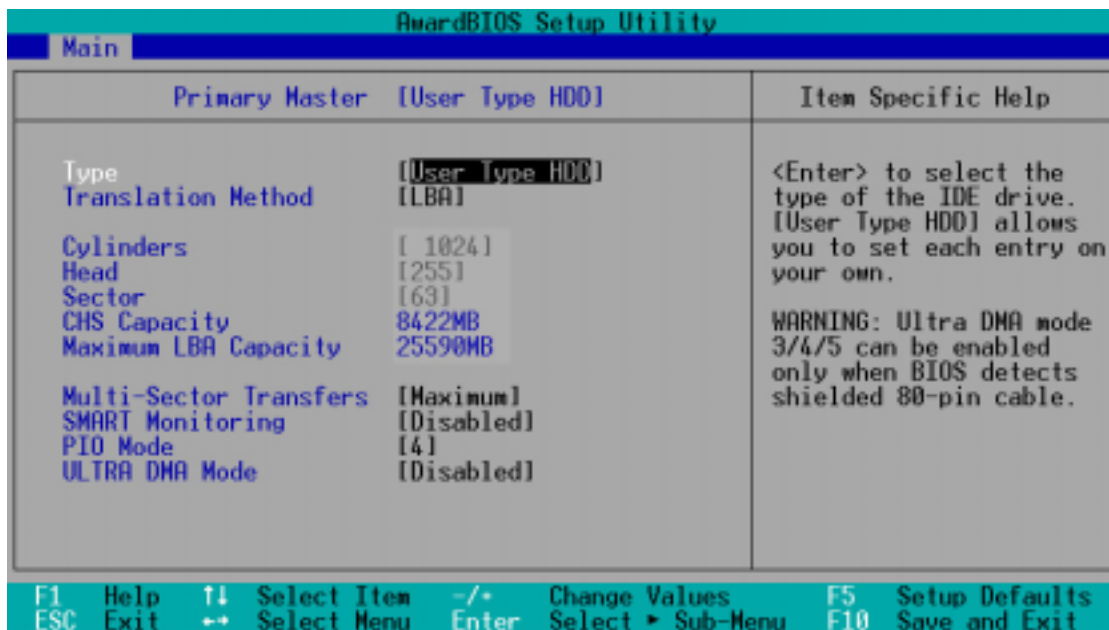 AwardBIOS Setup Utility
Main
Primary Master [User Type HDD]
Item Specific Help
Type [User Type HDD]
Translation Method [LBA]
Cylinders [ 1024]
Head [255]
Sector [63]
CHS Capacity 8422MB
Maximum LBA Capacity 25590MB
Multi-Sector Transfers [Maximum]
SMART Monitoring [Disabled]
PIO Mode [4]
ULTRA DMA Mode [Disabled]
<Enter> to select the
type of the IDE drive.
[User Type HDD] allows
you to set each entry on
your own.
WARNING: Ultra DMA mode
3/4/5 can be enabled
only when BIOS detects
shielded 80-pin cable.
F1 Help ↑↓ Select Item -/+ Change Values F5 Setup Defaults
ESC Exit ←→ Select Menu Enter Select ► Sub-Menu F10 Save and Exit